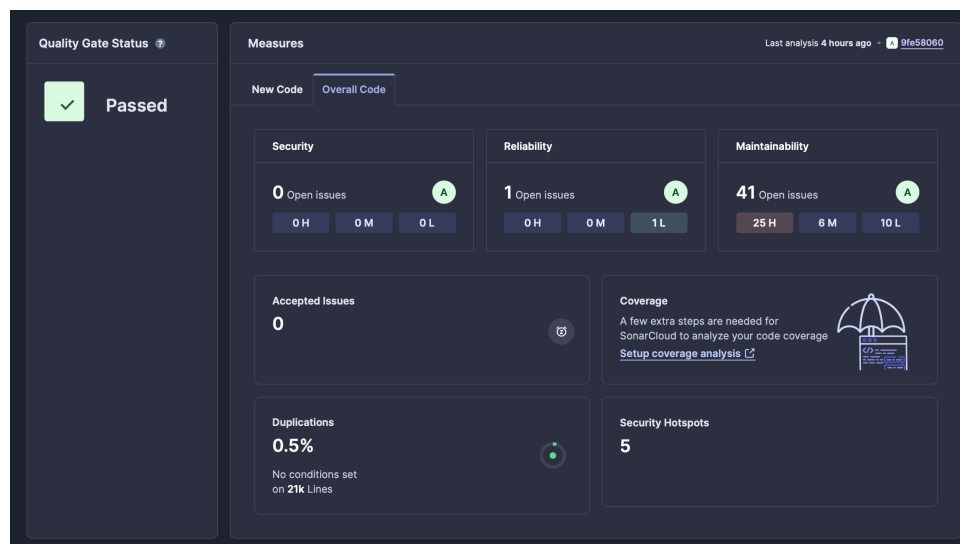 Quality Gate Status ?
Passed
Measures
Last analysis 4 hours ago • A 9fe58060
New Code
Overall Code
Security
0 Open issues A
0 H 0 M 0 L
Reliability
1 Open issues A
0 H 0 M 1 L
Maintainability
41 Open issues A
25 H 6 M 10 L
Accepted Issues
0
Coverage
A few extra steps are needed for
SonarCloud to analyze your code coverage
Setup coverage analysis
Duplications
0.5%
No conditions set
on 21k Lines
Security Hotspots
5